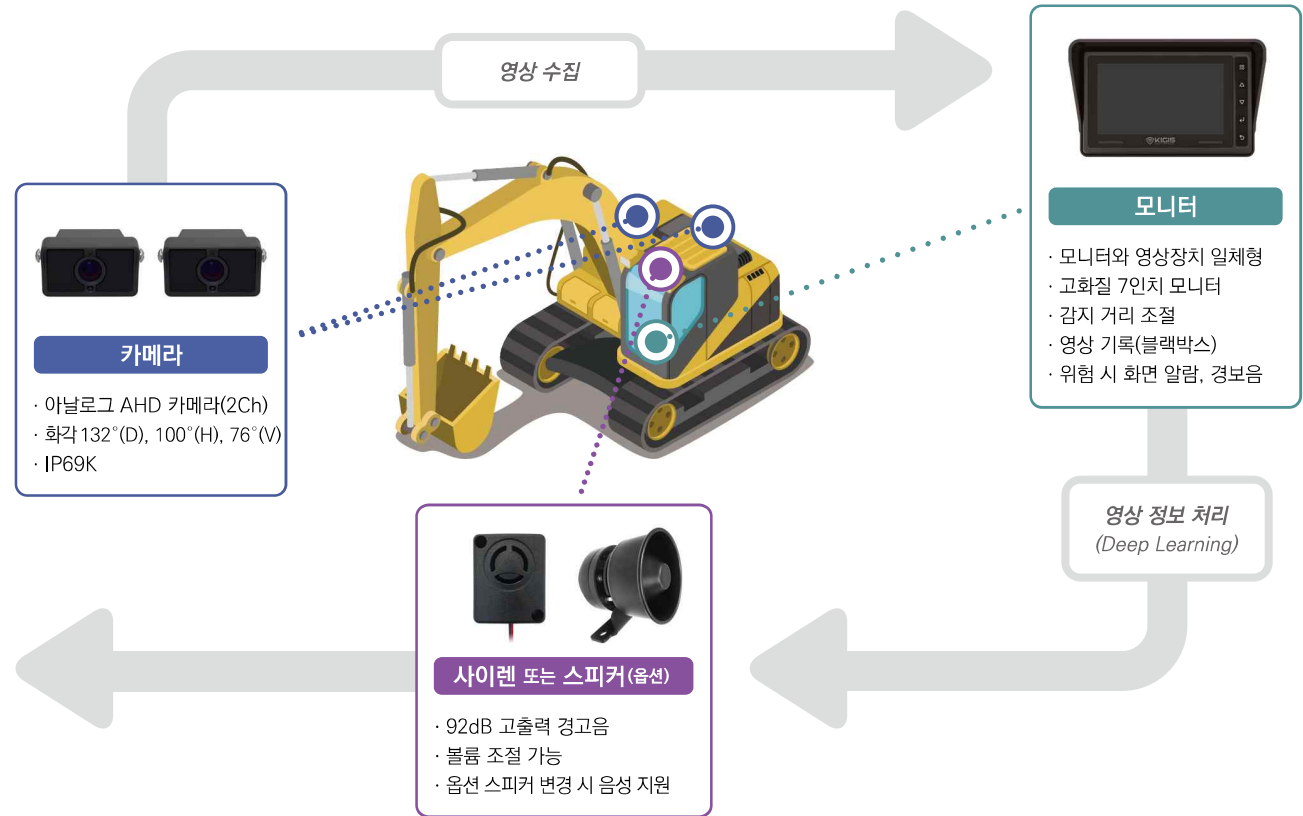 영상 수집
KIGIS
모니터
· 모니터와 영상장치 일체형
· 고화질 7인치 모니터
· 감지 거리 조절
· 영상 기록(블랙박스)
· 위험 시 화면 알람, 경보음
카메라
· 아날로그 AHD 카메라(2Ch)
· 화각 132°(D), 100°(H), 76°(V)
· IP69K
영상 정보 처리
(Deep Learning)
사이렌 또는 스피커(옵션)
· 92dB 고출력 경고음
· 볼륨 조절 가능
· 옵션 스피커 변경 시 음성 지원